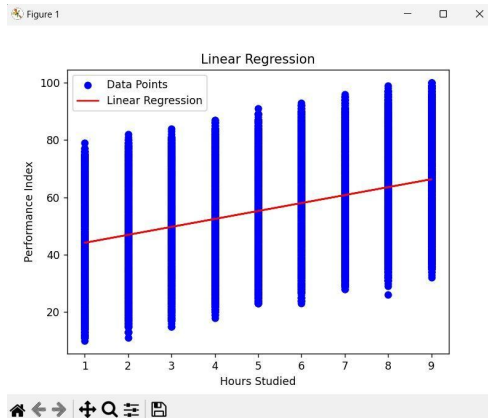 Figure 1
Linear Regression
Data Points
Linear Regression
Performance Index
100
80
60
40
20
1 2 3 4 5 6 7 8 9
Hours Studied